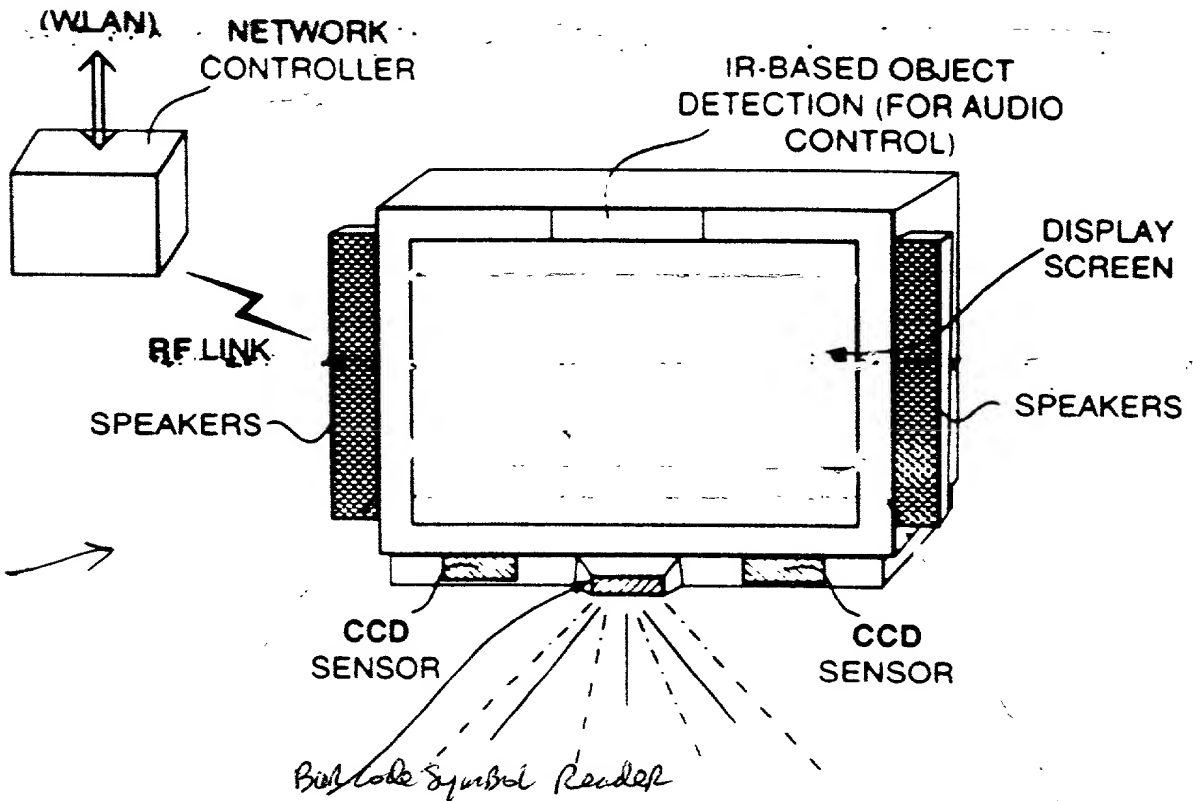 (WLAN)
NETWORK
CONTROLLER
IR-BASED OBJECT
DETECTION (FOR AUDIO
CONTROL)
DISPLAY
SCREEN
RF LINK
SPEAKERS
SPEAKERS
CCD
SENSOR
CCD
SENSOR
Bar Code Symbol Reader